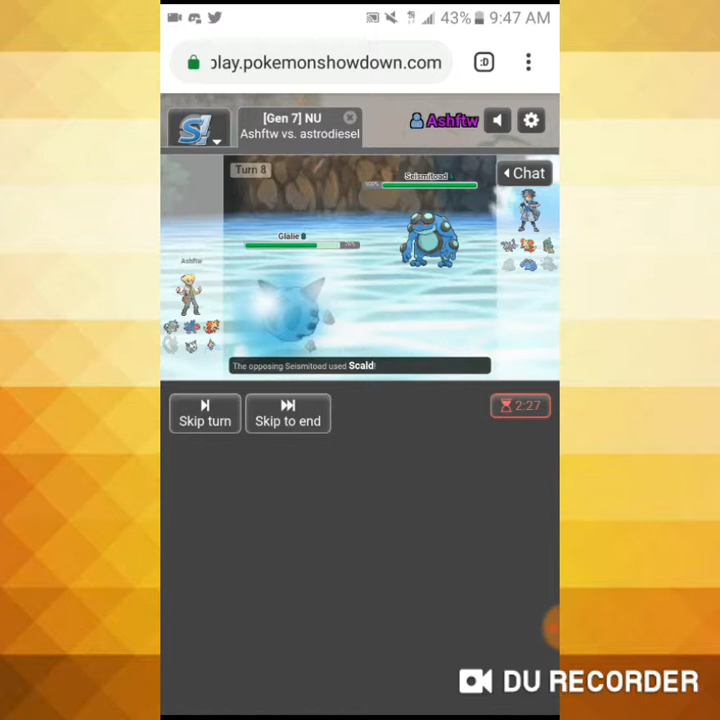 43% 9:47 AM
:D
play.pokemonshowdown.com
[Gen 7] NU
Ashftw vs. astrodiesel
Ashftw
Turn 8
Seismitoad
100%
Chat
Glalie
Ashftw
The opposing Seismitoad used Scald!
Skip turn
Skip to end
2:27
DU RECORDER